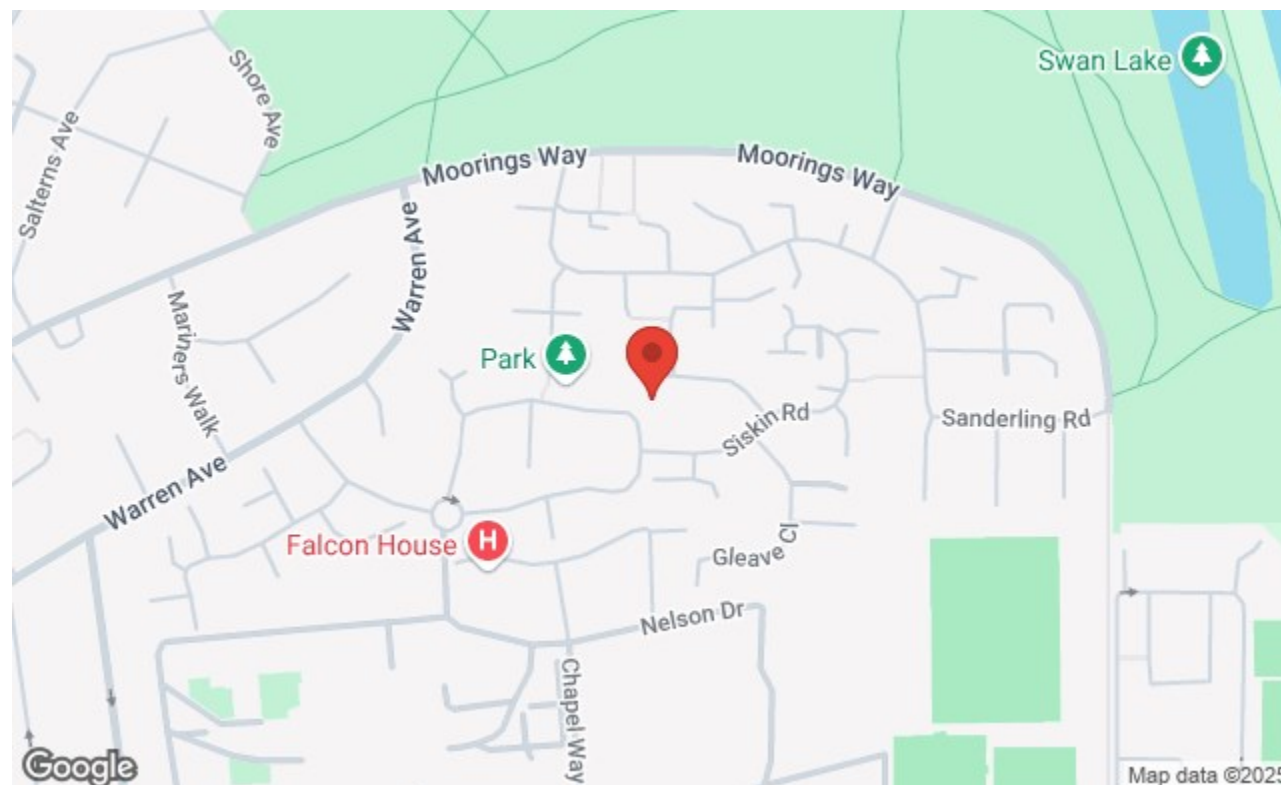 Swan Lake
Shore Ave
Salterns Ave
Moorings Way
Moorings Way
Warren Ave
Mariners Walk
Park
Siskin Rd
Sanderling Rd
Warren Ave
Falcon House
H
Gleave Cl
Nelson Dr
Chapel Way
Google
Map data ©2025